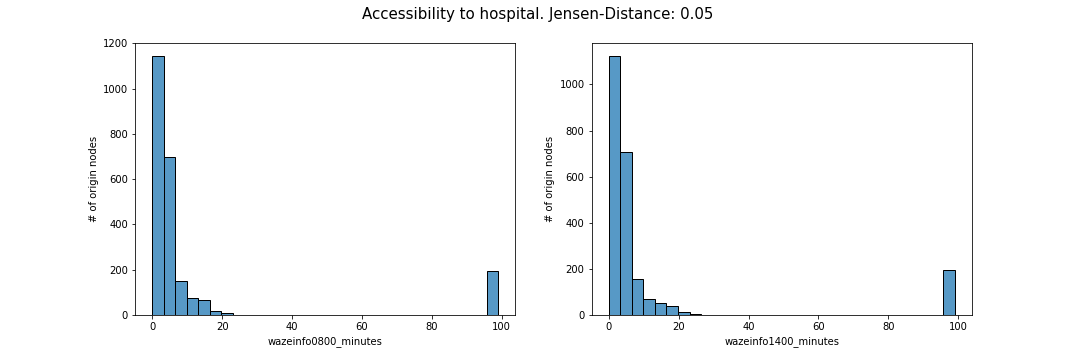 Accessibility to hospital. Jensen-Distance: 0.05
# of origin nodes
1200
1000
800
600
400
200
0
0 20 40 60 80 100
wazeinfo0800_minutes
# of origin nodes
1000
800
600
400
200
0
0 20 40 60 80 100
wazeinfo1400_minutes